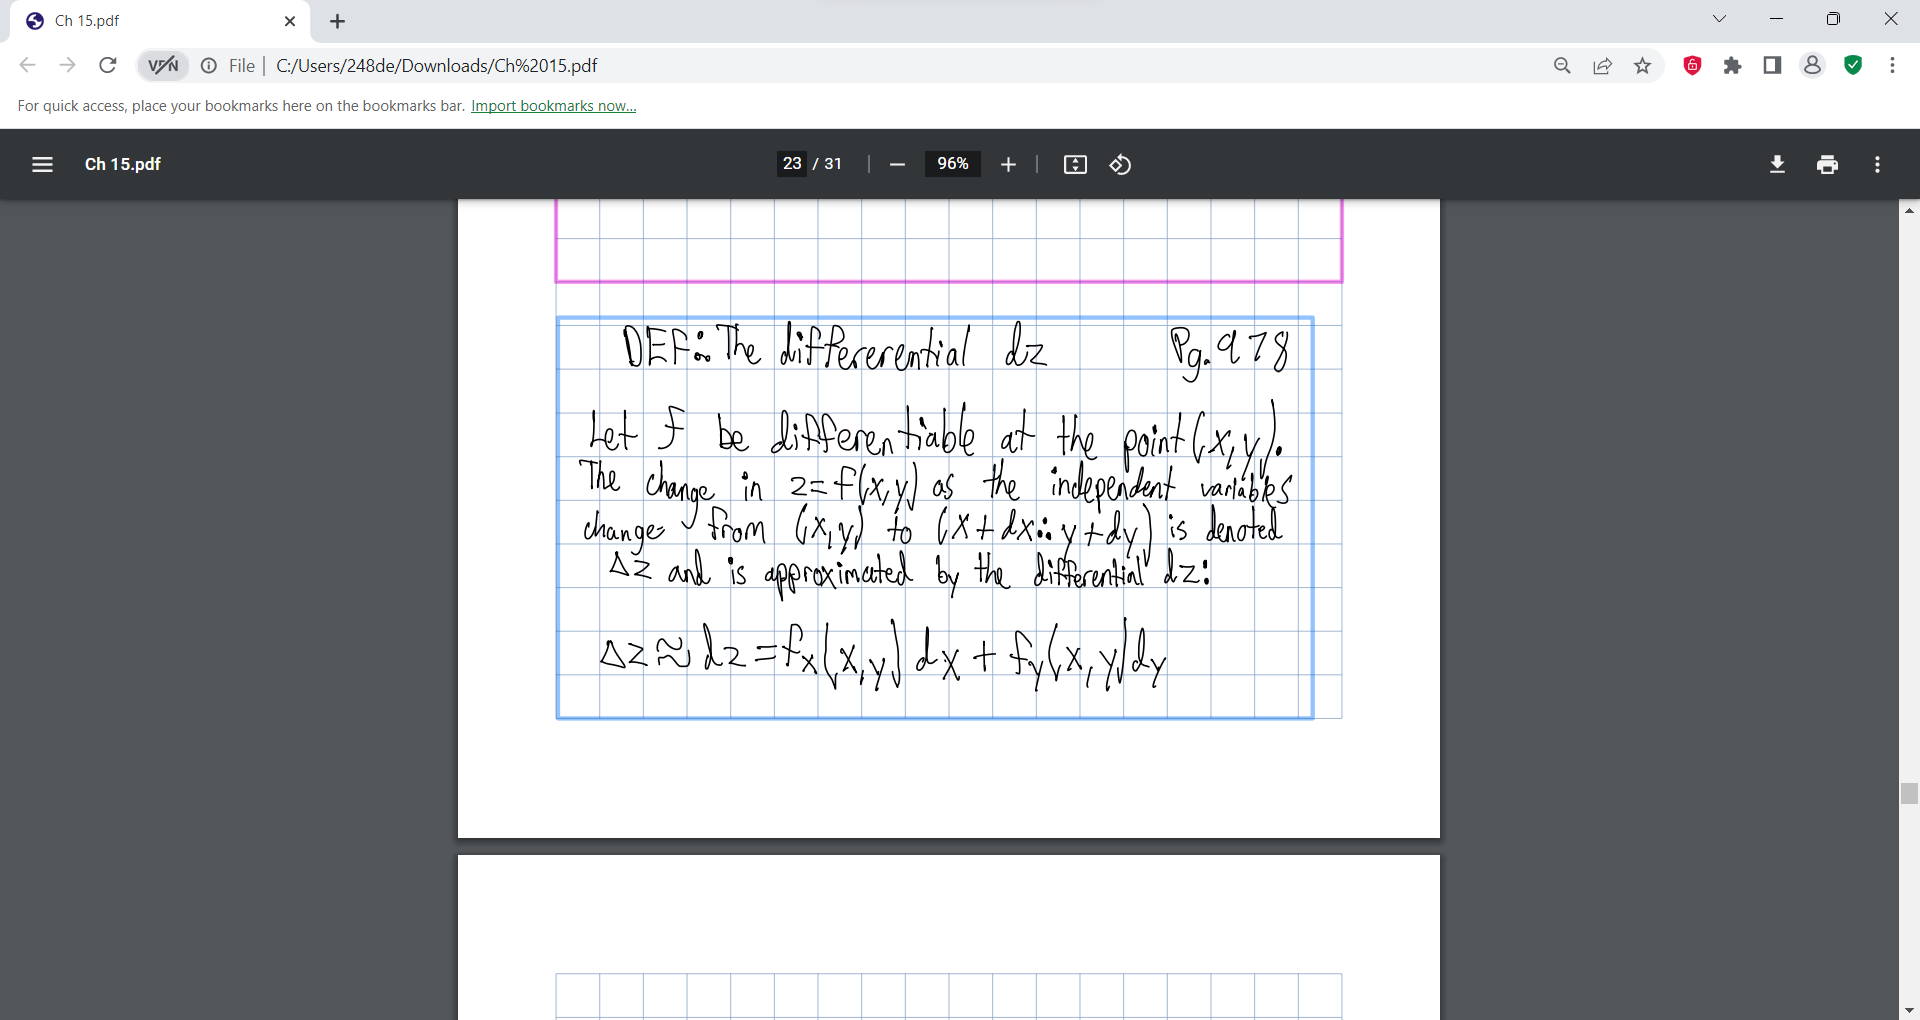 Ch 15.pdf
VPN File C:/Users/248de/Downloads/Ch%2015.pdf
For quick access, place your bookmarks here on the bookmarks bar. Import bookmarks now...
Ch 15.pdf 23 / 31 96%
DEF: The differerential dz Pg. 978
Let f be differentiable at the point (x,y).
The change in z=f(x,y) as the independent variables
changes from (x,y) to (x+dx, y+dy) is denoted
Δz and is approximated by the differential dz:
Δz ≈ dz = fx(x,y) dx + fy(x,y)dy